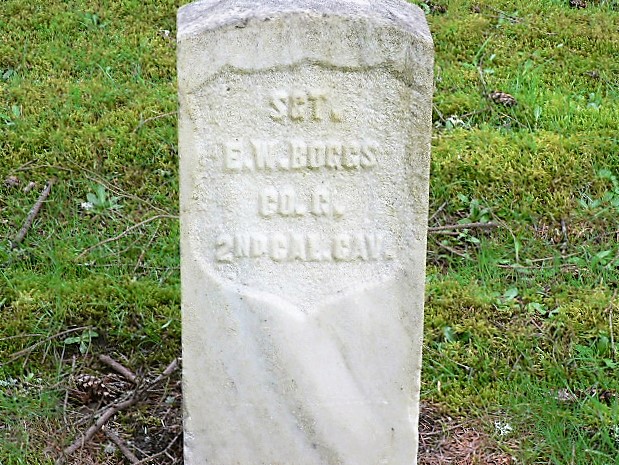 SGT.
E.W. BOGGS
CO. G.
2ND CAL. CAV.